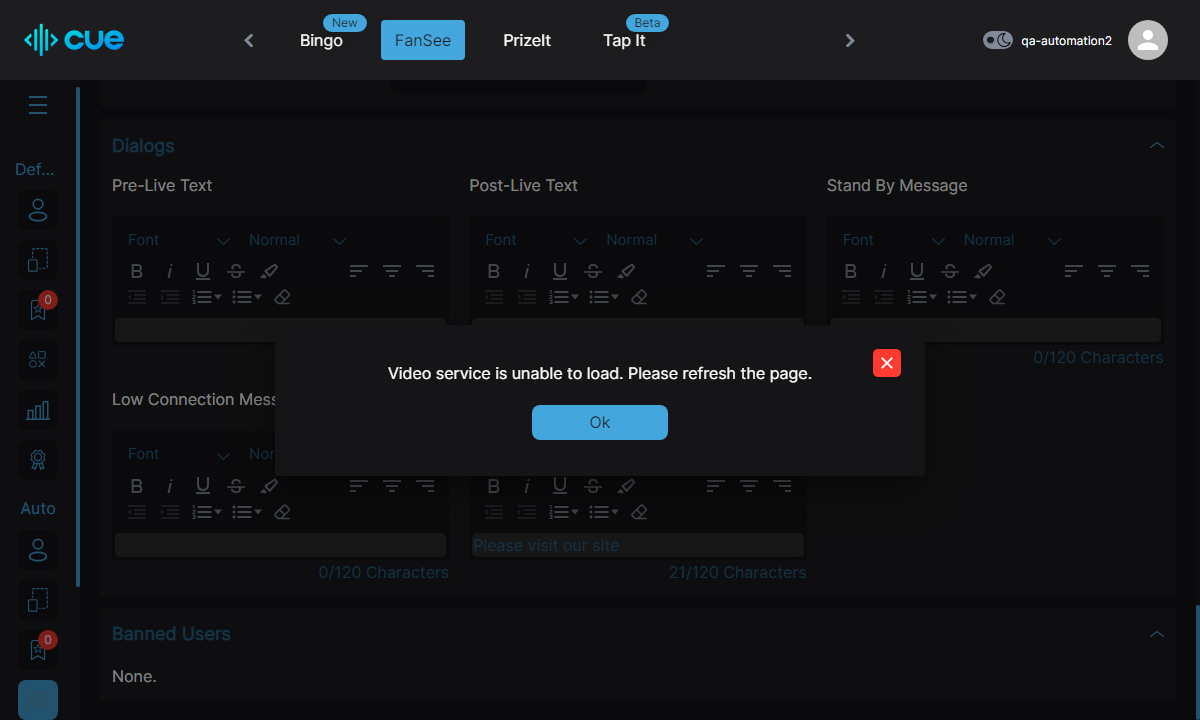 cue
New
Bingo
FanSee
PrizeIt
Beta
Tap It
qa-automation2
Def...
Dialogs
Pre-Live Text
Post-Live Text
Stand By Message
Font
Normal
Font
Normal
Font
Normal
0
0/120 Characters
Video service is unable to load. Please refresh the page.
Ok
Low Connection Mess
Font
Nor
Auto
Please visit our site
0/120 Characters
21/120 Characters
0
Banned Users
None.